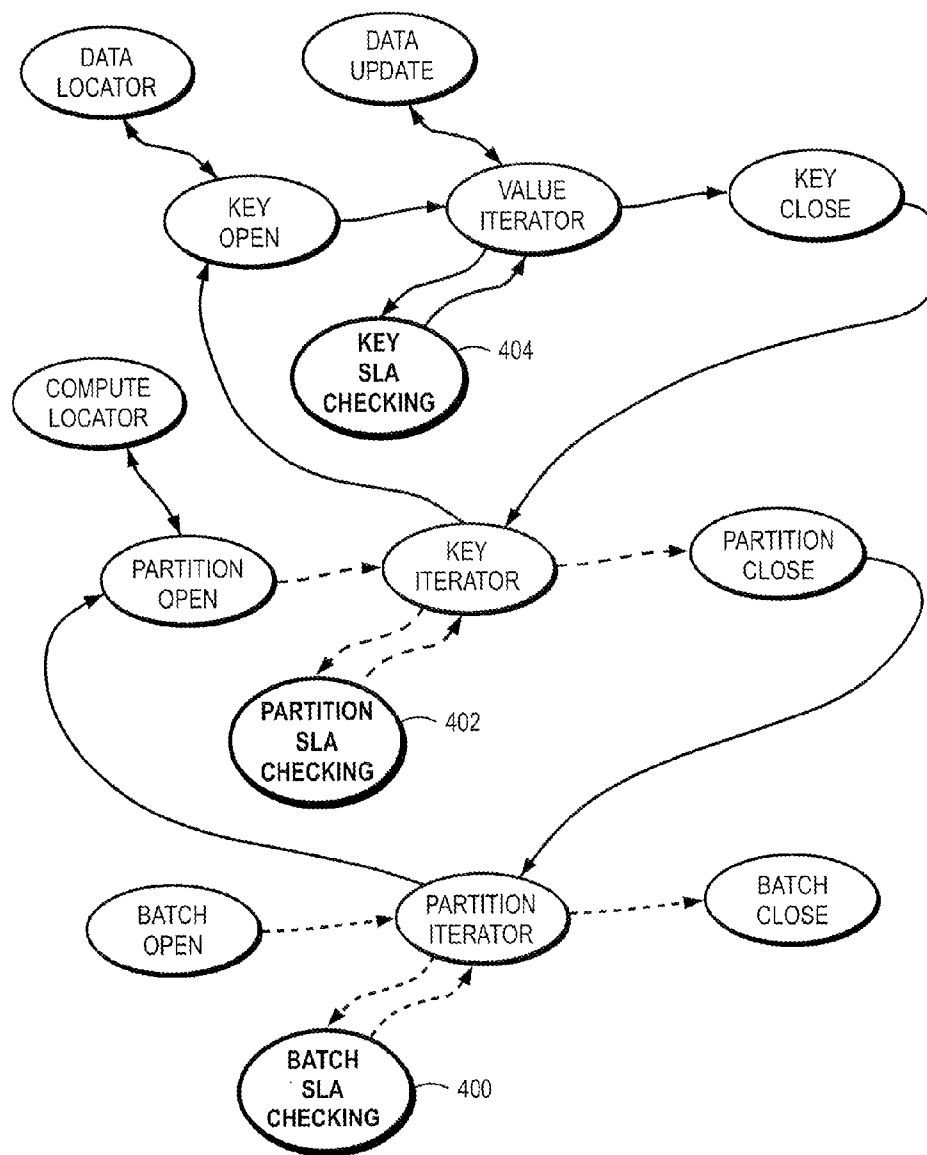 DATA
LOCATOR
DATA
UPDATE
KEY
OPEN
VALUE
ITERATOR
KEY
CLOSE
KEY
SLA
CHECKING
404
COMPUTE
LOCATOR
PARTITION
OPEN
KEY
ITERATOR
PARTITION
CLOSE
PARTITION
SLA
CHECKING
402
BATCH
OPEN
PARTITION
ITERATOR
BATCH
CLOSE
BATCH
SLA
CHECKING
400